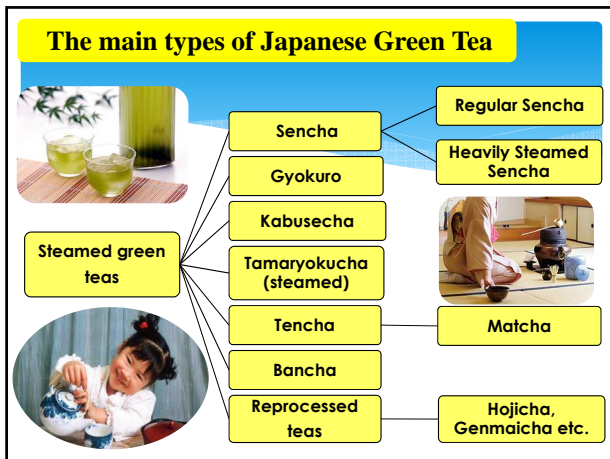 The main types of Japanese Green Tea
Steamed green
teas
Sencha
Gyokuro
Kabusecha
Tamaryokucha
(steamed)
Tencha
Bancha
Reprocessed
teas
Regular Sencha
Heavily Steamed
Sencha
Matcha
Hojicha,
Genmaicha etc.